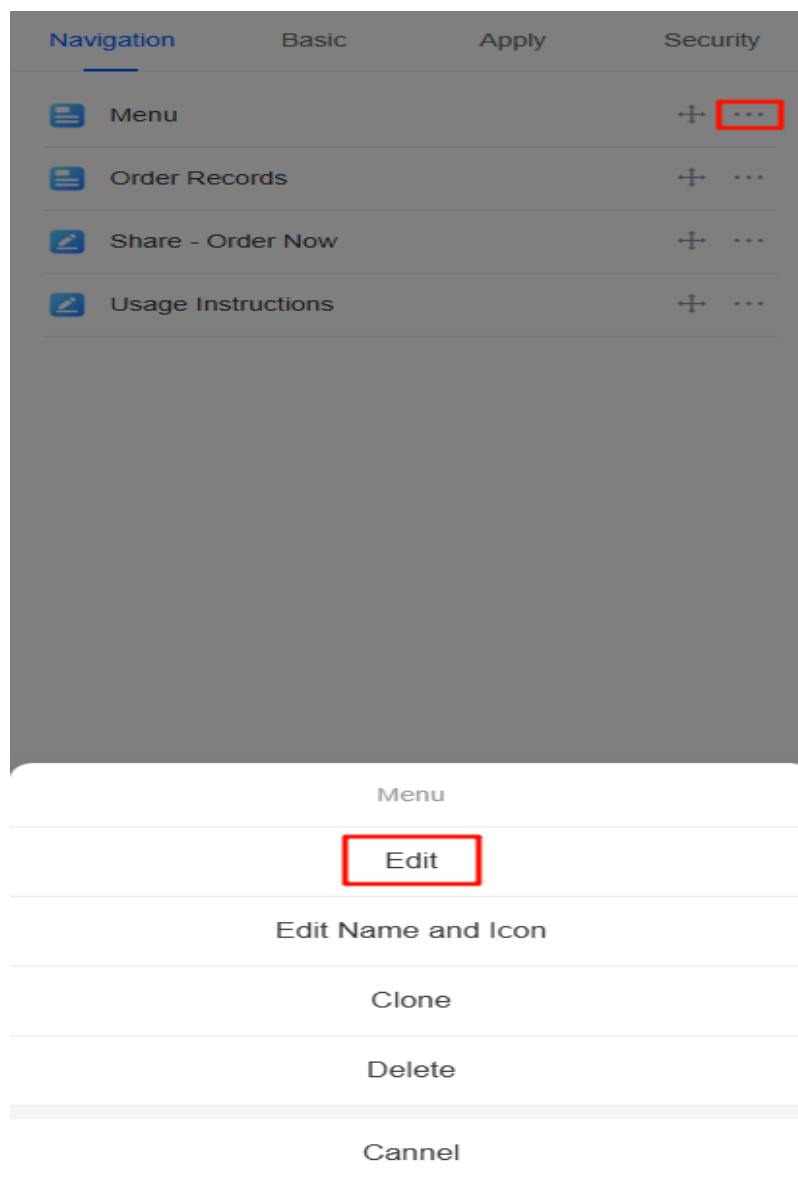 Navigation Basic Apply Security
Menu
Order Records
Share - Order Now
Usage Instructions
Menu
Edit
Edit Name and Icon
Clone
Delete
Cannel